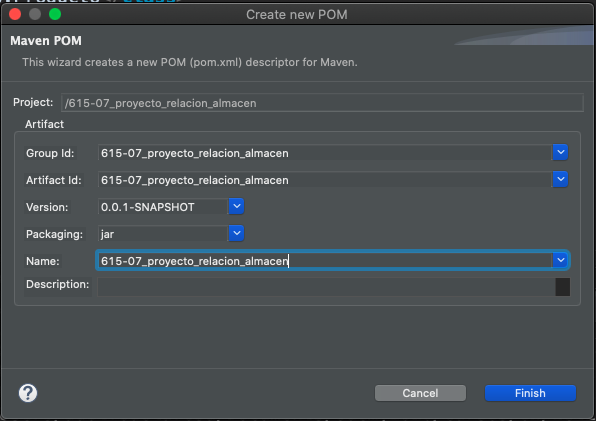 Create new POM
Maven POM
This wizard creates a new POM (pom.xml) descriptor for Maven.
Project: /615-07_proyecto_relacion_almacen
Artifact
Group Id: 615-07_proyecto_relacion_almacen
Artifact Id: 615-07_proyecto_relacion_almacen
Version: 0.0.1-SNAPSHOT
Packaging: jar
Name: 615-07_proyecto_relacion_almacen
Description:
? Cancel Finish